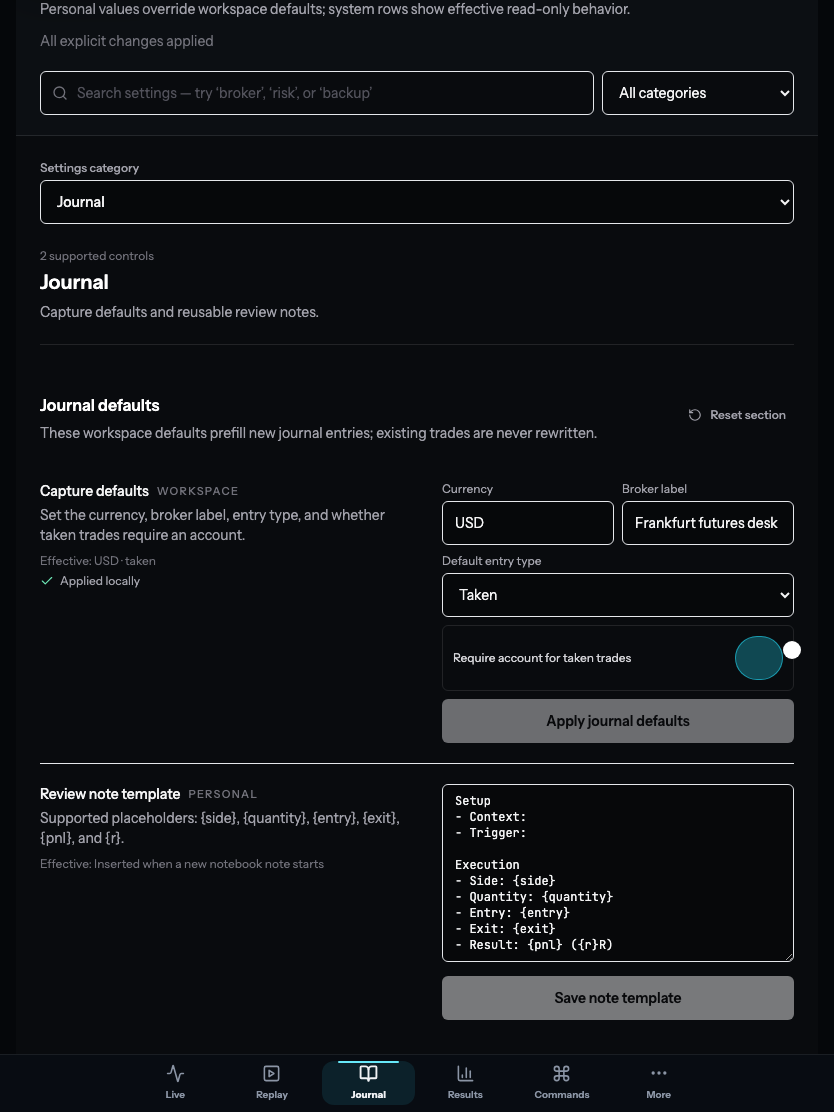 Personal values override workspace defaults; system rows show effective read-only behavior.
All explicit changes applied
Search settings — try ‘broker’, ‘risk’, or ‘backup’
All categories
Settings category
Journal
2 supported controls
Journal
Capture defaults and reusable review notes.
Journal defaults
These workspace defaults prefill new journal entries; existing trades are never rewritten.
Reset section
Capture defaults WORKSPACE
Set the currency, broker label, entry type, and whether
taken trades require an account.
Effective: USD · taken
Applied locally
Currency
Broker label
USD
Frankfurt futures desk
Default entry type
Taken
Require account for taken trades
Apply journal defaults
Review note template PERSONAL
Supported placeholders: {side}, {quantity}, {entry}, {exit},
{pnl}, and {r}.
Effective: Inserted when a new notebook note starts
Setup
- Context:
- Trigger:
Execution
- Side: {side}
- Quantity: {quantity}
- Entry: {entry}
- Exit: {exit}
- Result: {pnl} ({r}R)
Save note template
Live
Replay
Journal
Results
Commands
More